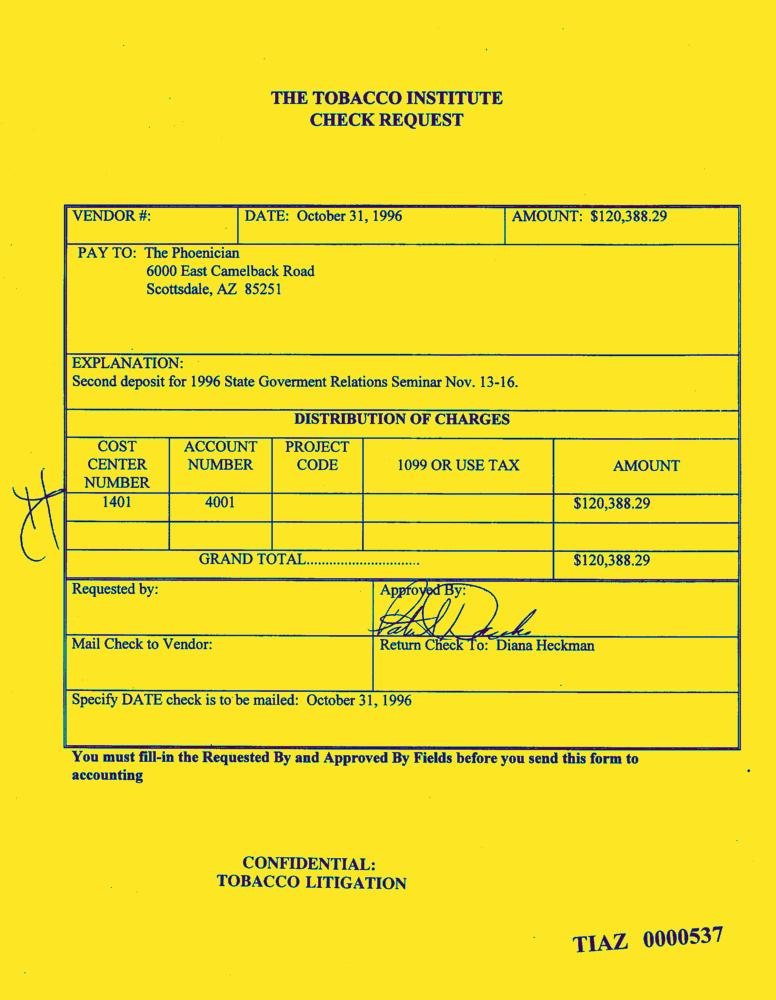 THE TOBACCO INSTITUTE
CHECK REQUEST
VENDOR #: DATE: October 31, 1996 AMOUNT: $120,388.29
PAY TO: The Phoenician
6000 East Camelback Road
Scottsdale, AZ 85251
EXPLANATION:
Second deposit for 1996 State Goverment Relations Seminar Nov. 13-16.
DISTRIBUTION OF CHARGES
COST CENTER NUMBER ACCOUNT NUMBER PROJECT CODE 1099 OR USE TAX AMOUNT
1401 4001 $120,388.29
GRAND TOTAL.............................. $120,388.29
Requested by: Approved By:
Mail Check to Vendor: Return Check To: Diana Heckman
Specify DATE check is to be mailed: October 31, 1996
You must fill-in the Requested By and Approved By Fields before you send this form to
accounting
CONFIDENTIAL:
TOBACCO LITIGATION
TIAZ 0000537